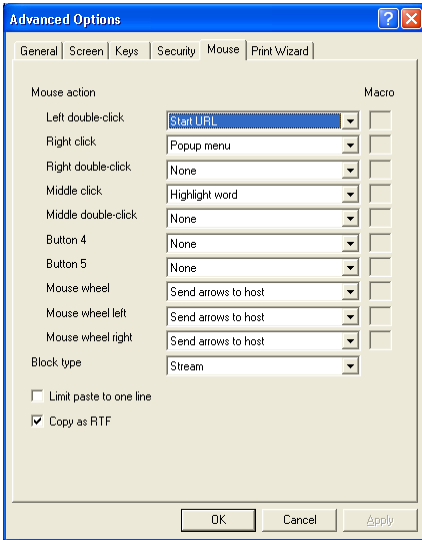 Advanced Options
General Screen Keys Security Mouse Print Wizard
Mouse action Macro
Left double-click Start URL
Right click Popup menu
Right double-click None
Middle click Highlight word
Middle double-click None
Button 4 None
Button 5 None
Mouse wheel Send arrows to host
Mouse wheel left Send arrows to host
Mouse wheel right Send arrows to host
Block type Stream
Limit paste to one line
Copy as RTF
OK Cancel Apply